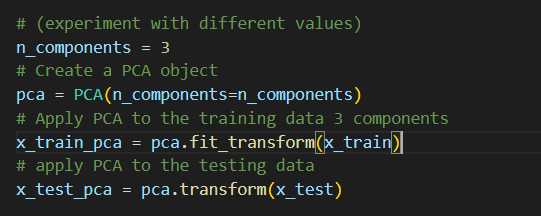 # (experiment with different values)
n_components = 3
# Create a PCA object
pca = PCA(n_components=n_components)
# Apply PCA to the training data 3 components
x_train_pca = pca.fit_transform(x_train)
# apply PCA to the testing data
x_test_pca = pca.transform(x_test)